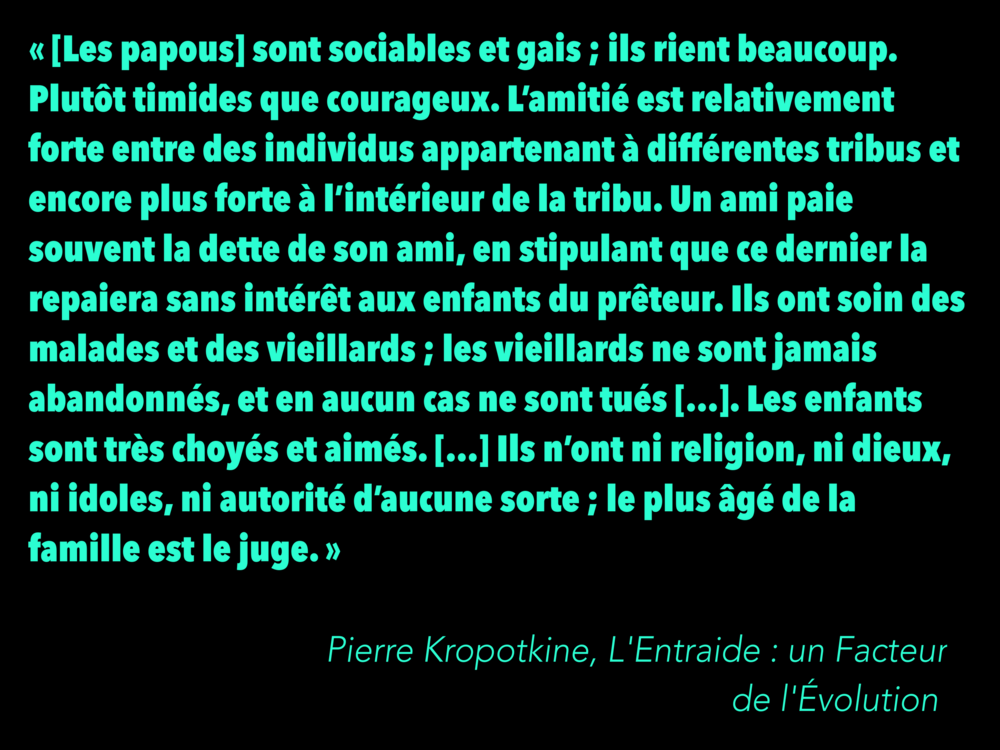 « [Les papous] sont sociables et gais ; ils rient beaucoup.
Plutôt timides que courageux. L’amitié est relativement
forte entre des individus appartenant à différentes tribus et
encore plus forte à l’intérieur de la tribu. Un ami paie
souvent la dette de son ami, en stipulant que ce dernier la
repaiera sans intérêt aux enfants du prêteur. Ils ont soin des
malades et des vieillards ; les vieillards ne sont jamais
abandonnés, et en aucun cas ne sont tués [...]. Les enfants
sont très choyés et aimés. [...] Ils n’ont ni religion, ni dieux,
ni idoles, ni autorité d’aucune sorte ; le plus âgé de la
famille est le juge. »
Pierre Kropotkine, L'Entraide : un Facteur
de l'Évolution